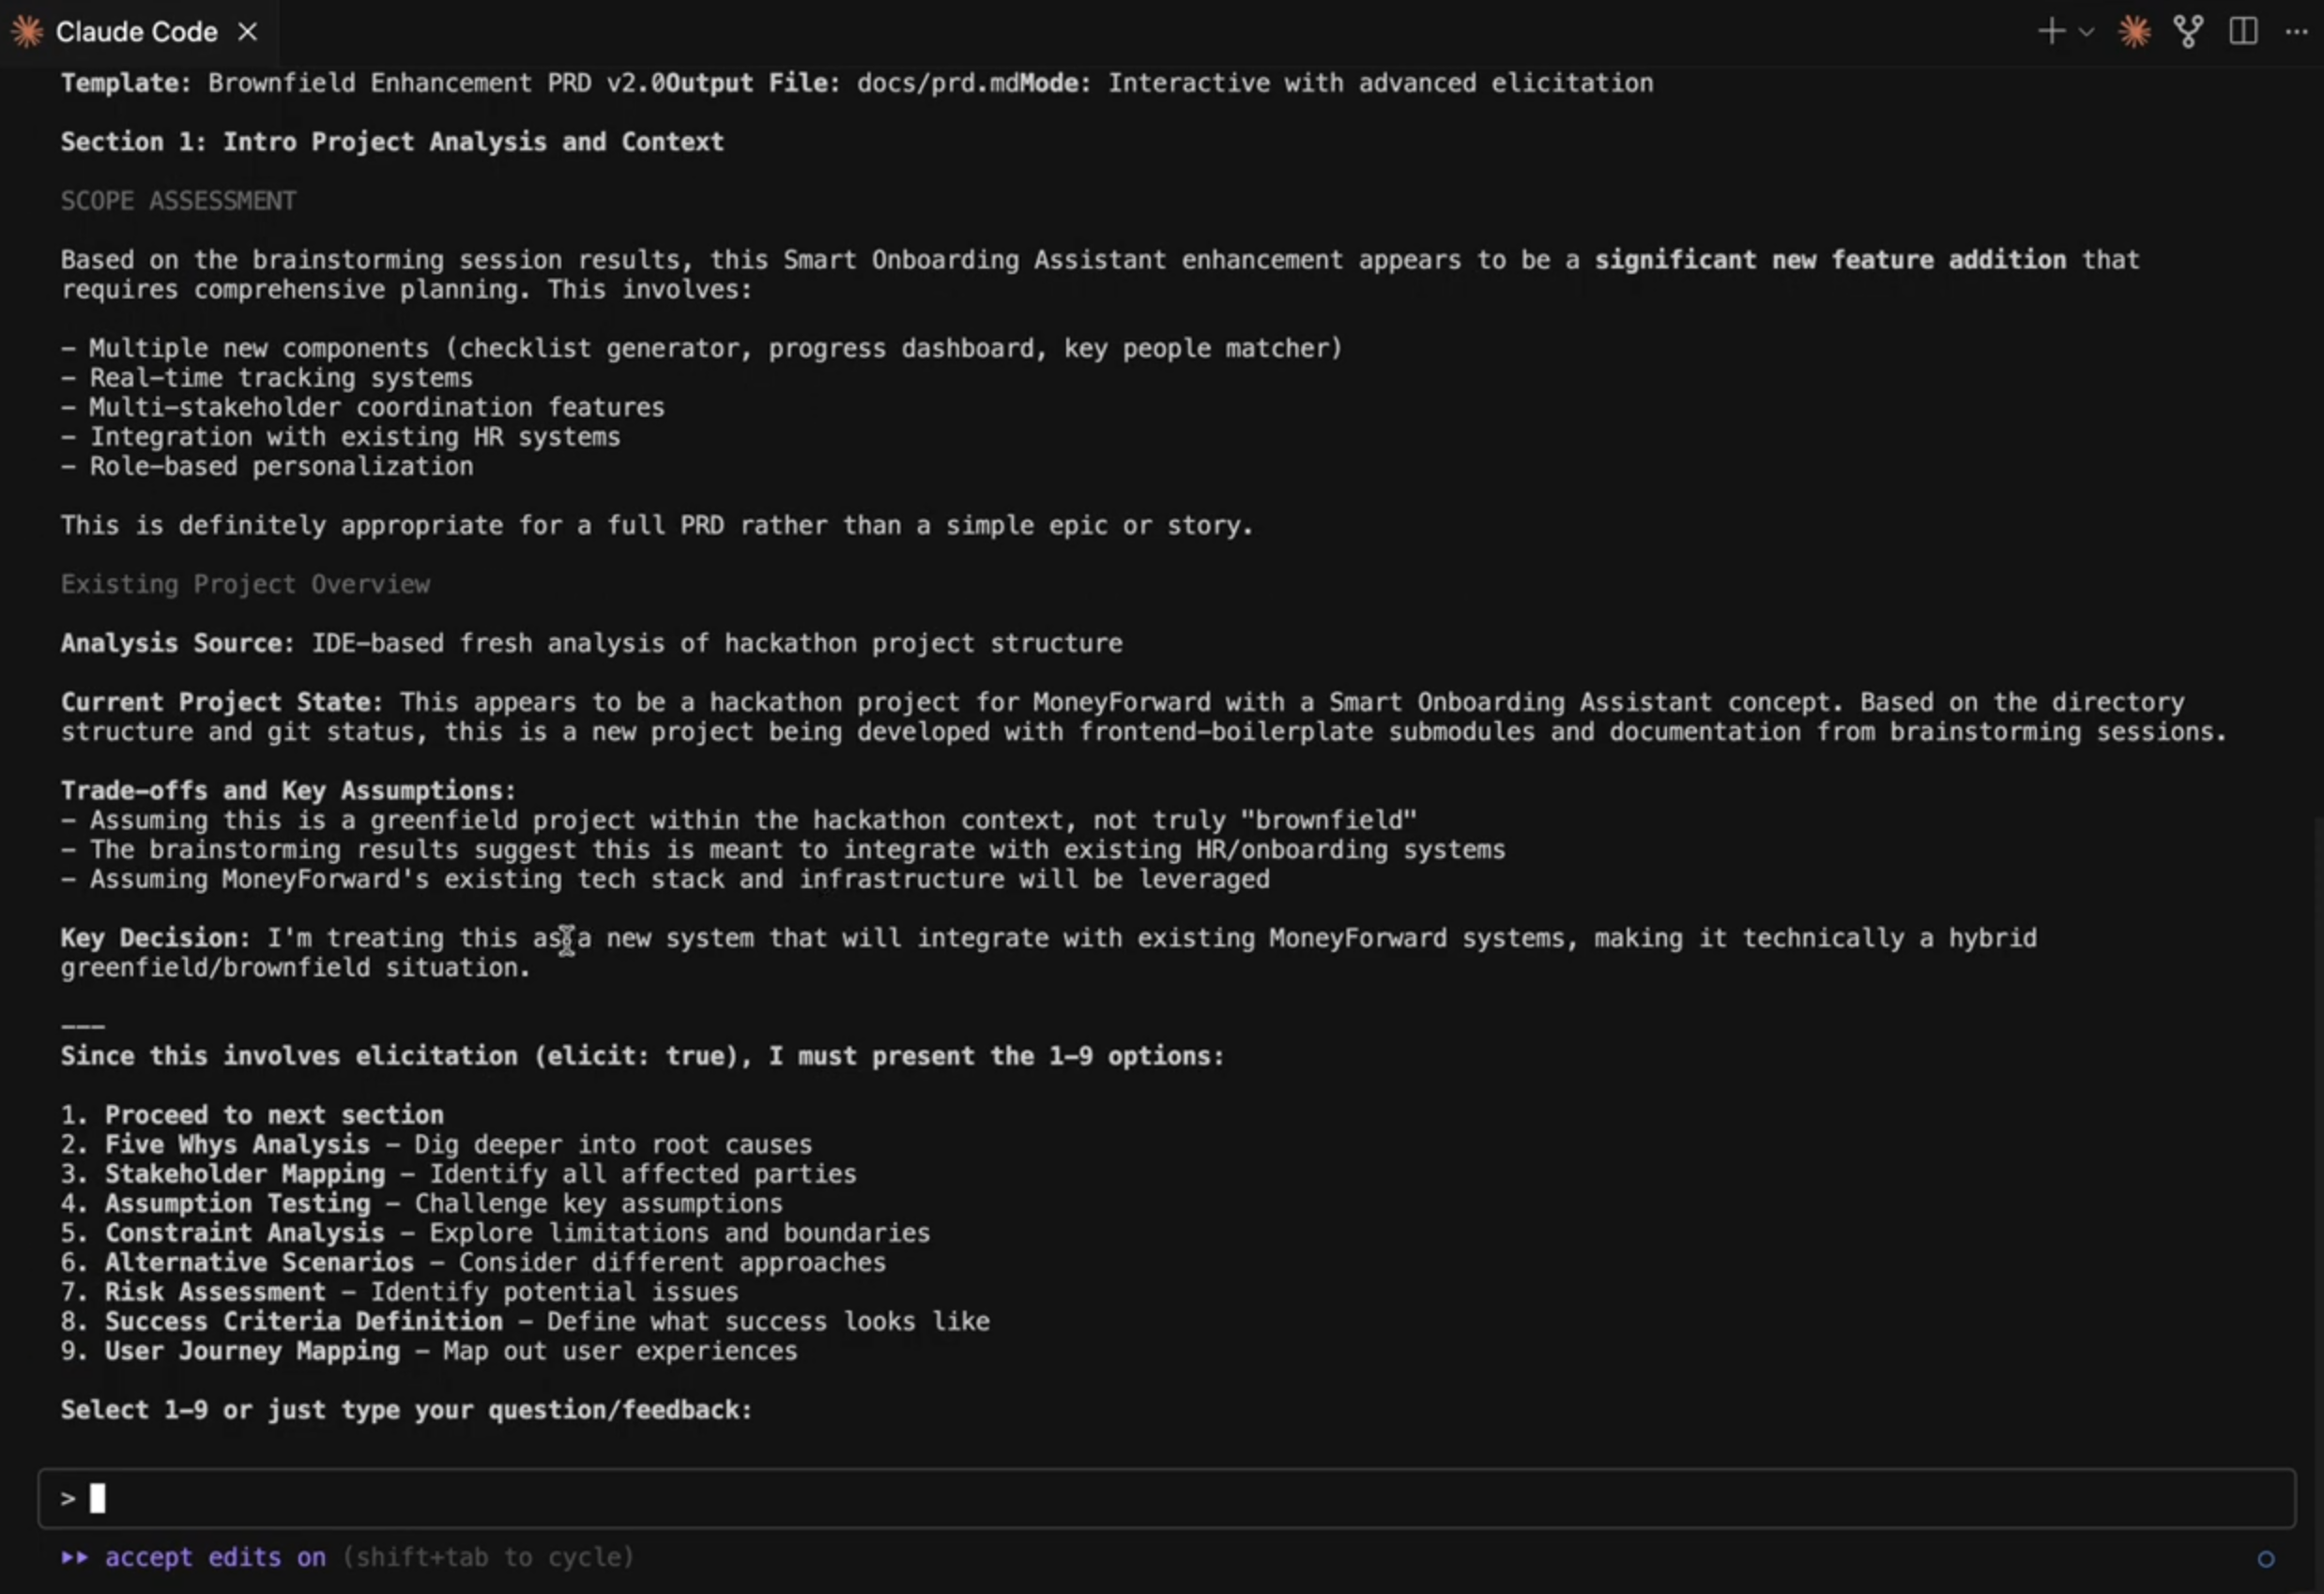 Claude Code
Template: Brownfield Enhancement PRD v2.0Output File: docs/prd.mdMode: Interactive with advanced elicitation
Section 1: Intro Project Analysis and Context
SCOPE ASSESSMENT
Based on the brainstorming session results, this Smart Onboarding Assistant enhancement appears to be a significant new feature addition that
requires comprehensive planning. This involves:
– Multiple new components (checklist generator, progress dashboard, key people matcher)
– Real-time tracking systems
– Multi-stakeholder coordination features
– Integration with existing HR systems
– Role-based personalization
This is definitely appropriate for a full PRD rather than a simple epic or story.
Existing Project Overview
Analysis Source: IDE-based fresh analysis of hackathon project structure
Current Project State: This appears to be a hackathon project for MoneyForward with a Smart Onboarding Assistant concept. Based on the directory
structure and git status, this is a new project being developed with frontend-boilerplate submodules and documentation from brainstorming sessions.
Trade-offs and Key Assumptions:
– Assuming this is a greenfield project within the hackathon context, not truly "brownfield"
– The brainstorming results suggest this is meant to integrate with existing HR/onboarding systems
– Assuming MoneyForward's existing tech stack and infrastructure will be leveraged
Key Decision: I'm treating this as a new system that will integrate with existing MoneyForward systems, making it technically a hybrid
greenfield/brownfield situation.
---
Since this involves elicitation (elicit: true), I must present the 1-9 options:
1. Proceed to next section
2. Five Whys Analysis – Dig deeper into root causes
3. Stakeholder Mapping – Identify all affected parties
4. Assumption Testing – Challenge key assumptions
5. Constraint Analysis – Explore limitations and boundaries
6. Alternative Scenarios – Consider different approaches
7. Risk Assessment – Identify potential issues
8. Success Criteria Definition – Define what success looks like
9. User Journey Mapping – Map out user experiences
Select 1-9 or just type your question/feedback:
>
accept edits on (shift+tab to cycle)